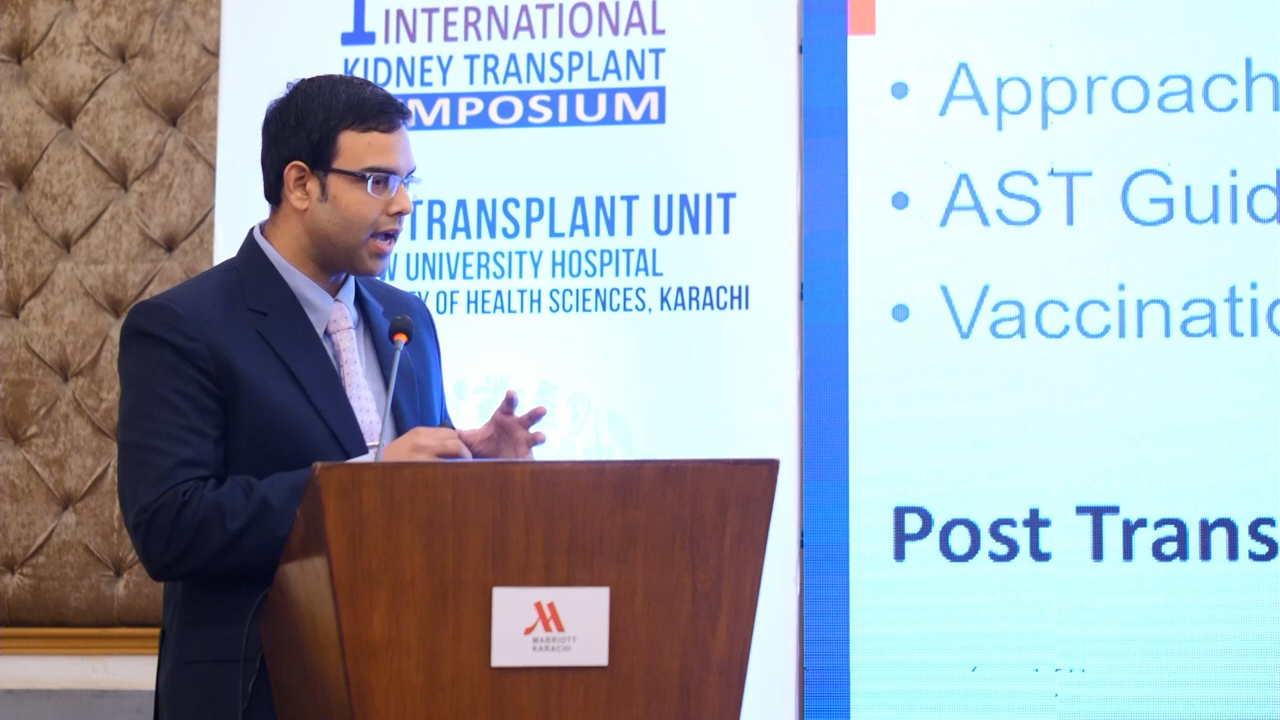 1
INTERNATIONAL
KIDNEY TRANSPLANT
MPOSIUM
TRANSPLANT UNIT
W UNIVERSITY HOSPITAL
Y OF HEALTH SCIENCES, KARACHI
MARRIOTT
KARACHI
• Approach
• AST Guid
• Vaccinatio
Post Trans